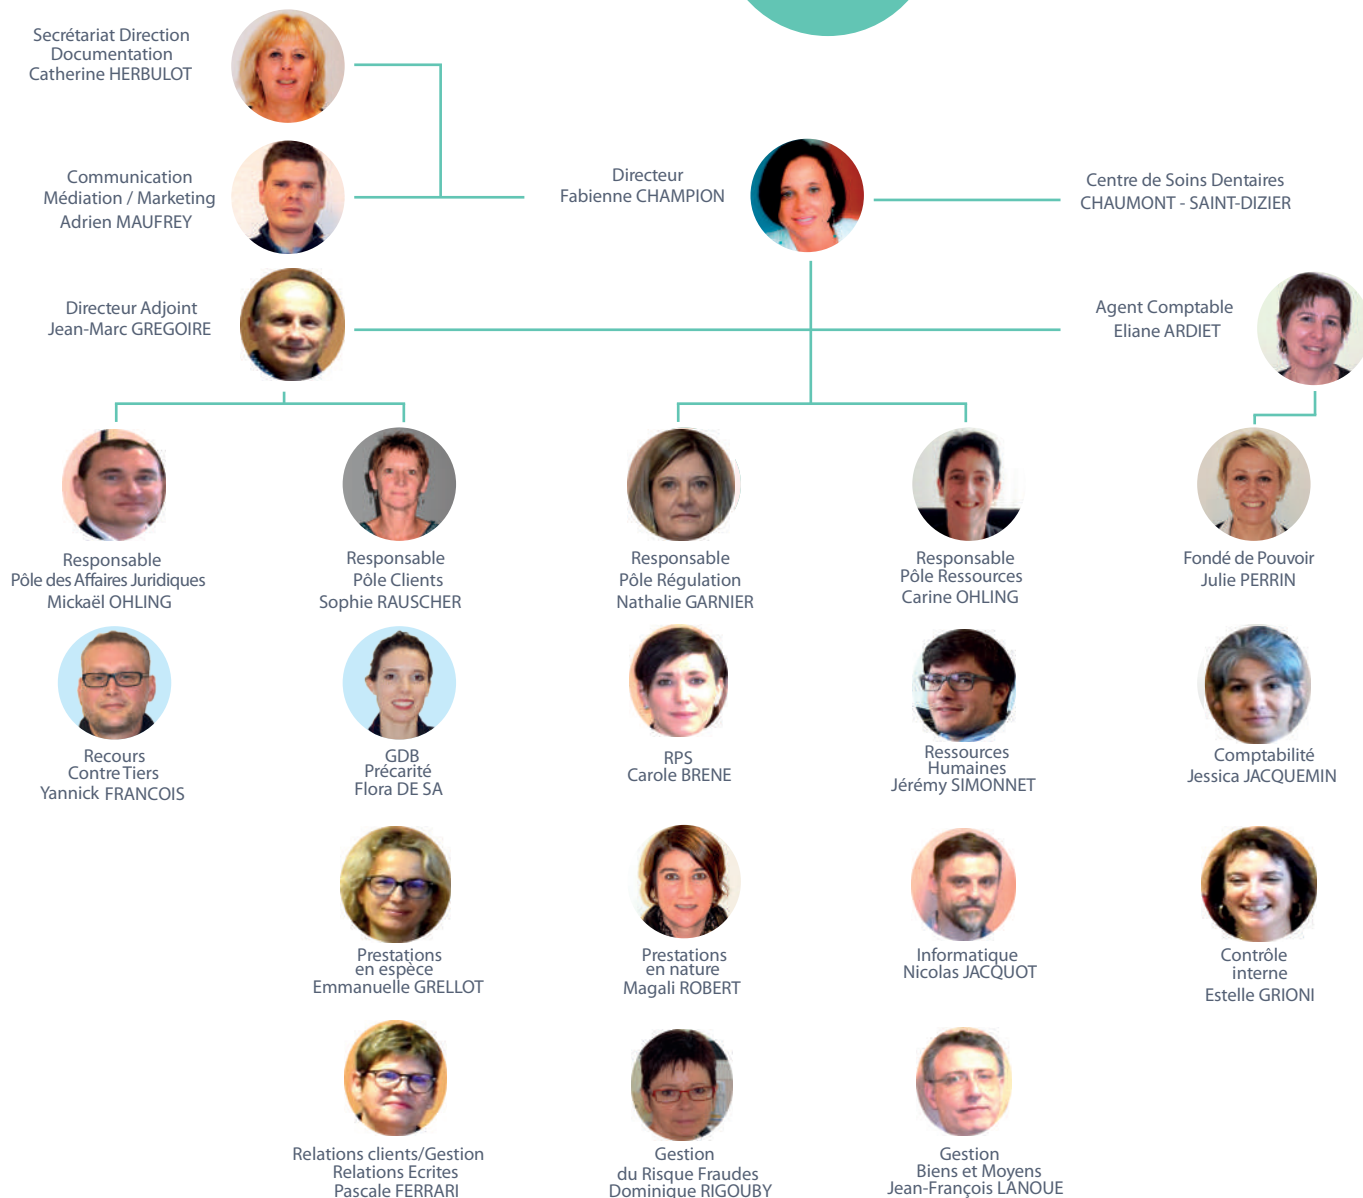 Secrétariat Direction
Documentation
Catherine HERBULOT
Communication
Médiation / Marketing
Adrien MAUFREY
Directeur
Fabienne CHAMPION
Centre de Soins Dentaires
CHAUMONT - SAINT-DIZIER
Directeur Adjoint
Jean-Marc GREGOIRE
Agent Comptable
Eliane ARDIET
Responsable
Pôle des Affaires Juridiques
Mickaël OHLING
Responsable
Pôle Clients
Sophie RAUSCHER
Responsable
Pôle Régulation
Nathalie GARNIER
Responsable
Pôle Ressources
Carine OHLING
Fondé de Pouvoir
Julie PERRIN
Recours
Contre Tiers
Yannick FRANCOIS
GDB
Précarité
Flora DE SA
RPS
Carole BRENE
Ressources
Humaines
Jérémy SIMONNET
Comptabilité
Jessica JACQUEMIN
Prestations
en espèce
Emmanuelle GRELLOT
Prestations
en nature
Magali ROBERT
Informatique
Nicolas JACQUOT
Contrôle
interne
Estelle GRIONI
Relations clients/Gestion
Relations Ecrites
Pascale FERRARI
Gestion
du Risque Fraudes
Dominique RIGOUBY
Gestion
Biens et Moyens
Jean-François LANOUE